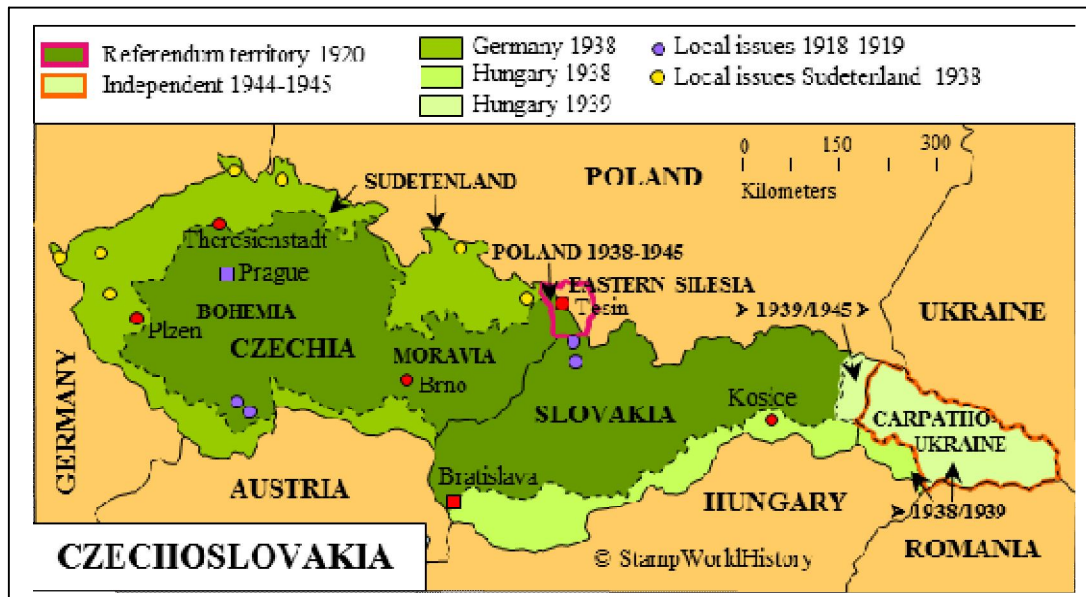 Referendum territory 1920
Independent 1944-1945
Germany 1938
Hungary 1938
Hungary 1939
Local issues 1918-1919
Local issues Sudetenland 1938
0 150 300
Kilometers
SUDETENLAND
POLAND
Theresienstadt
Prague
POLAND 1938-1945
EASTERN SILESIA
Tesin
> 1939/1945 >
UKRAINE
BOHEMIA
Plzen
CZECHIA
MORAVIA
Brno
SLOVAKIA
Kosice
CARPATHO-
UKRAINE
GERMANY
AUSTRIA
Bratislava
HUNGARY
> 1938/1939
ROMANIA
CZECHOSLOVAKIA
© StampWorldHistory